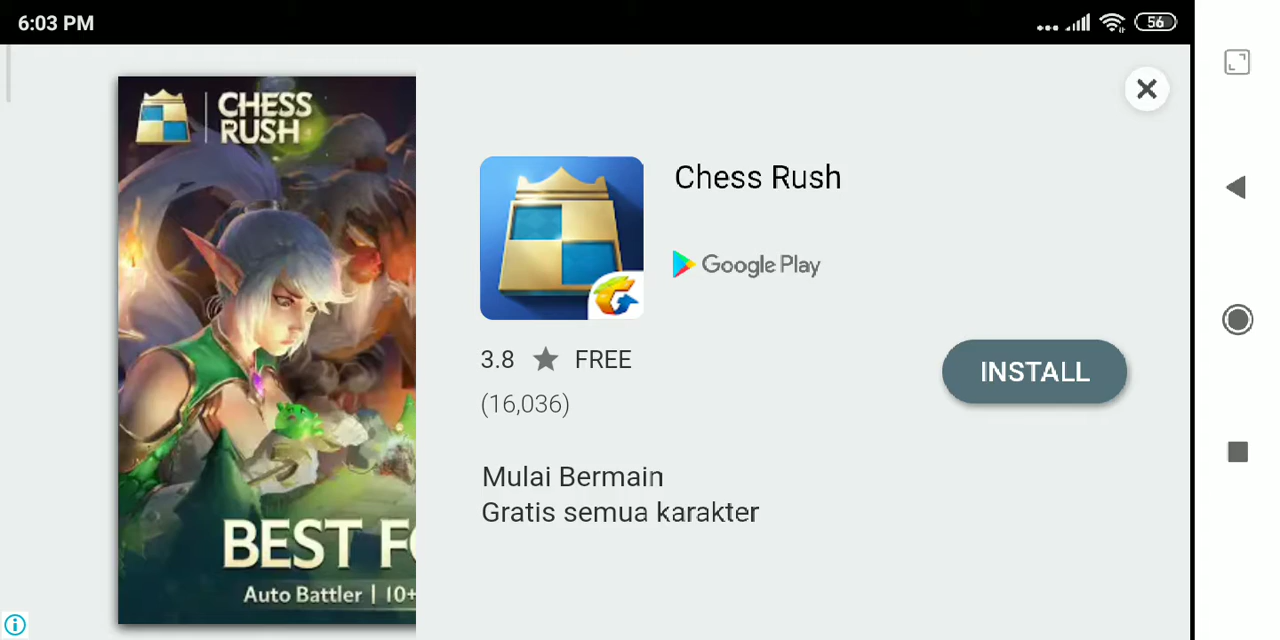 6:03 PM
56
CHESS
RUSH
Chess Rush
Google Play
3.8 ★ FREE
(16,036)
INSTALL
Mulai Bermain
Gratis semua karakter
BEST
Auto Battler | 10+